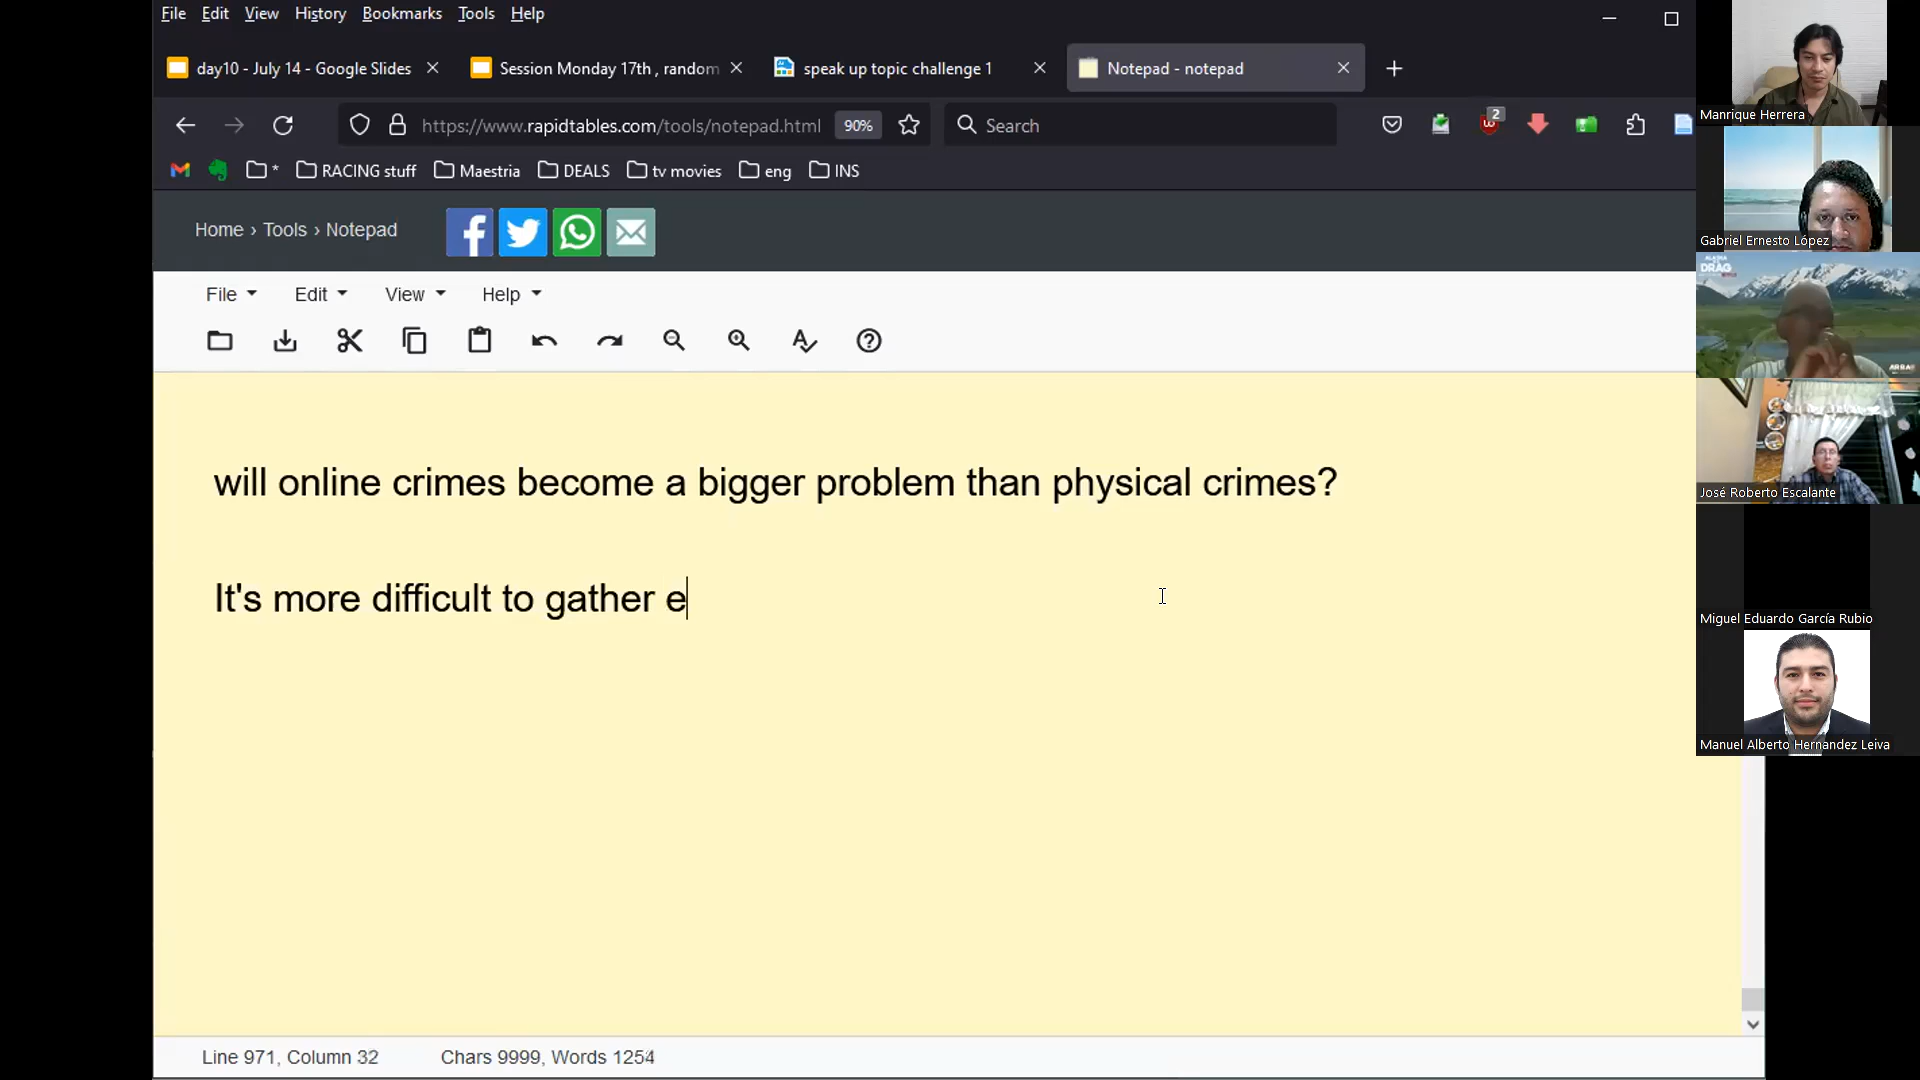 File Edit View History Bookmarks Tools Help
day10 - July 14 - Google Slides
Session Monday 17th , random
speak up topic challenge 1
Notepad - notepad
https://www.rapidtables.com/tools/notepad.html 90% Search 2
* RACING stuff Maestria DEALS tv movies eng INS
Home › Tools › Notepad
File Edit View Help
will online crimes become a bigger problem than physical crimes?
It's more difficult to gather e
Line 971, Column 32 Chars 9999, Words 1254
Manrique Herrera
Gabriel Ernesto López
DRAG
José Roberto Escalante
Miguel Eduardo García Rubio
Manuel Alberto Hernandez Leiva